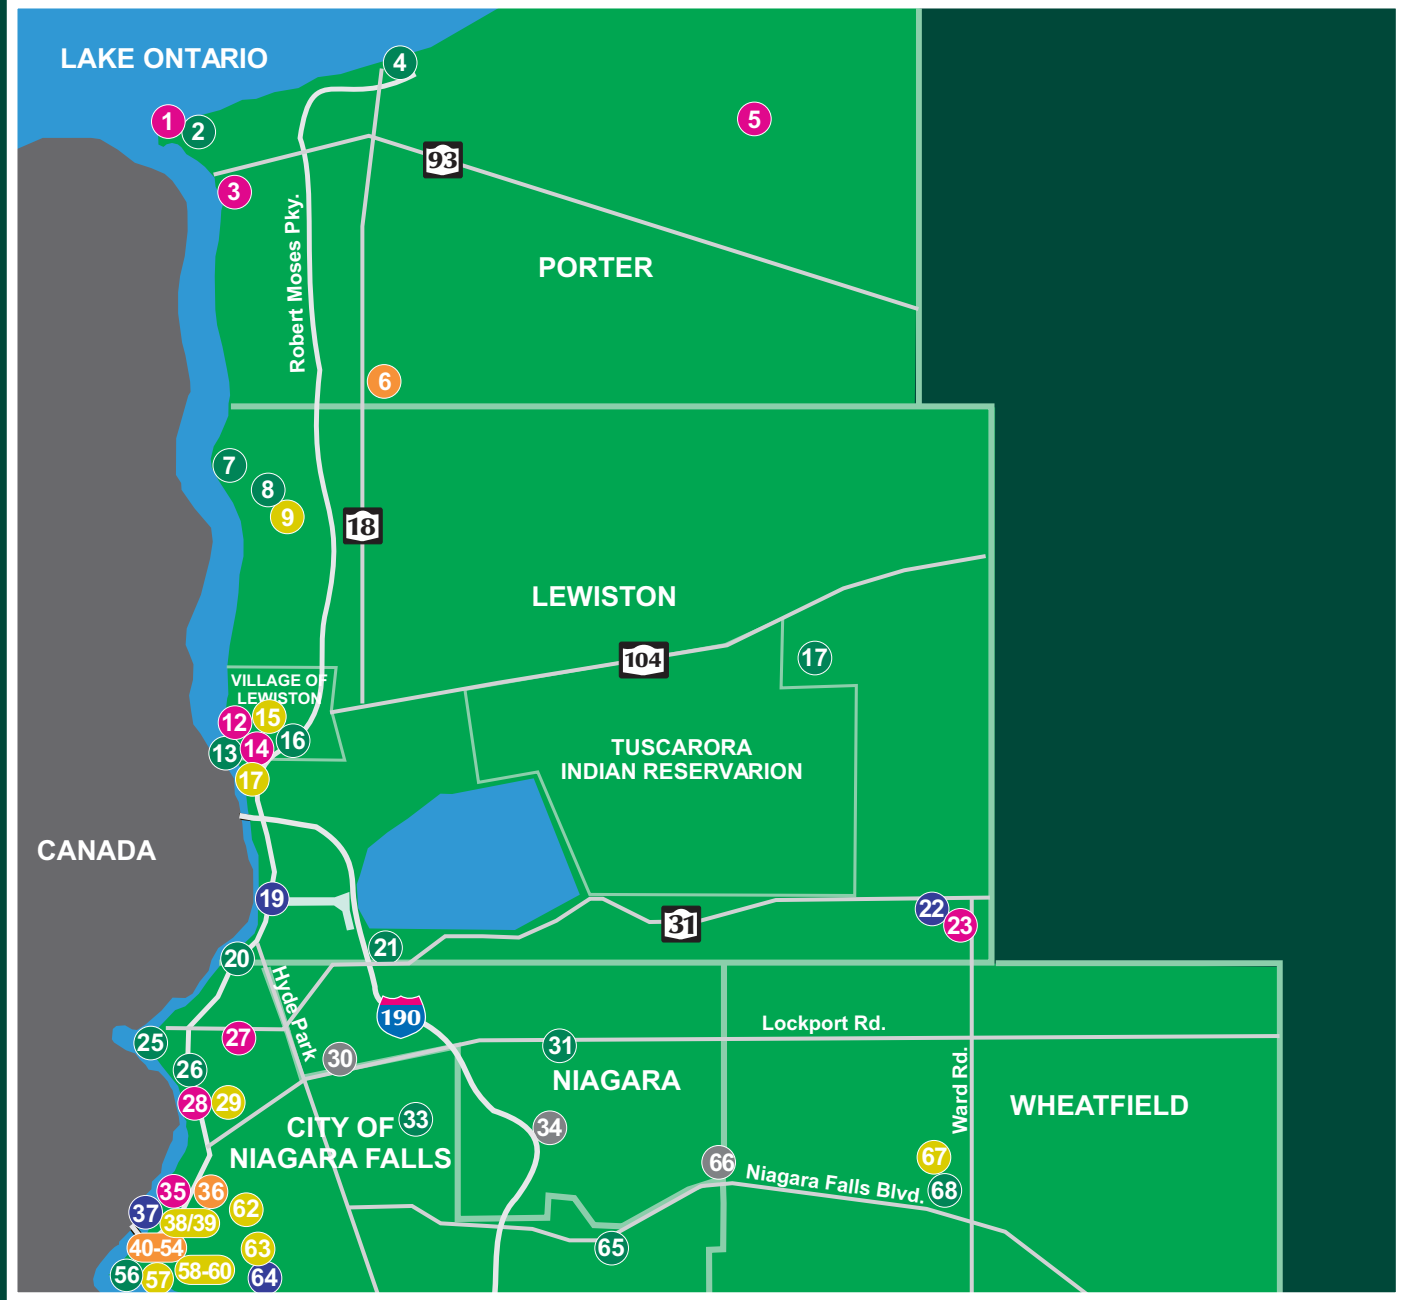 LAKE ONTARIO
4
1
2
5
93
3
Robert Moses Pky.
PORTER
6
7
8
9
18
LEWISTON
104
17
VILLAGE OF
LEWISTON
12
15
13
14
16
TUSCARORA
INDIAN RESERVARION
17
CANADA
19
22
31
23
20
21
Hyde Park
190
Lockport Rd.
25
27
31
26
30
NIAGARA
Ward Rd.
WHEATFIELD
28
29
33
CITY OF
NIAGARA FALLS
34
66
67
Niagara Falls Blvd.
68
35
36
37
38/39
62
40-54
63
65
56
57
58-60
64